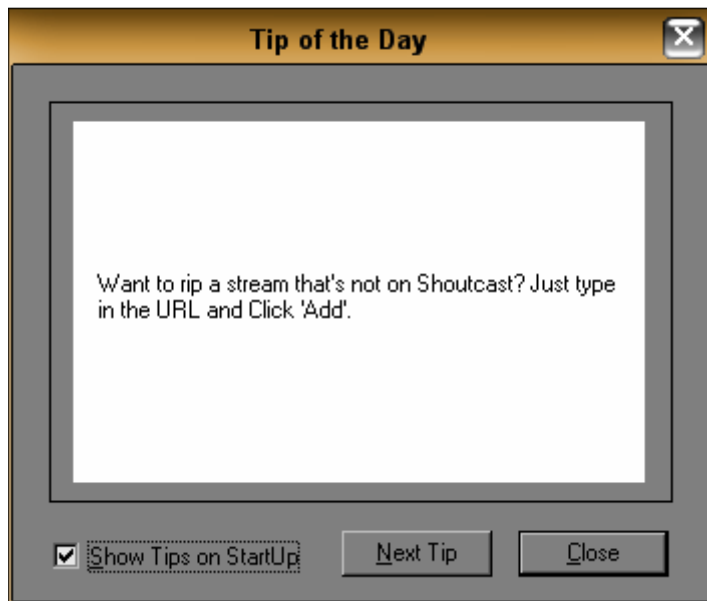 Tip of the Day
Want to rip a stream that's not on Shoutcast? Just type
in the URL and Click 'Add'.
Show Tips on StartUp
Next Tip
Close